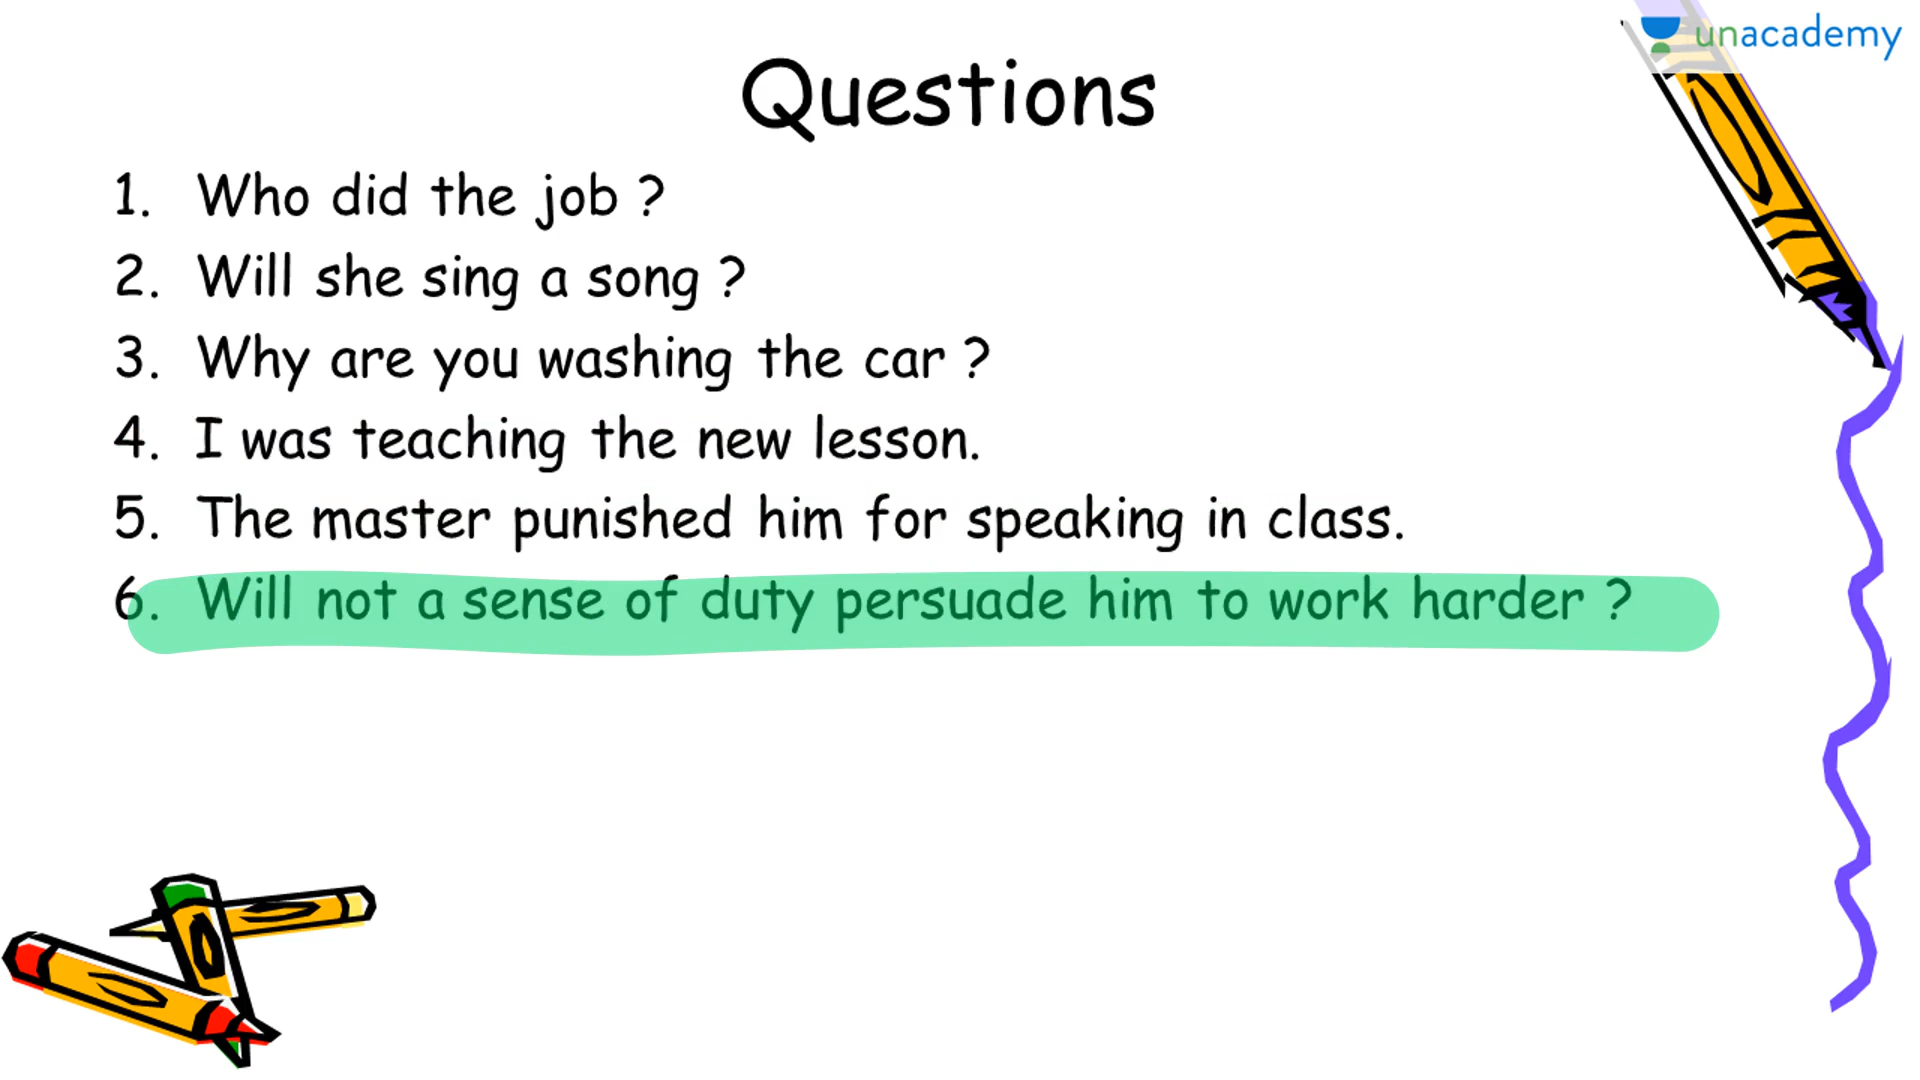 unacademy
Questions
1. Who did the job ?
2. Will she sing a song ?
3. Why are you washing the car ?
4. I was teaching the new lesson.
5. The master punished him for speaking in class.
6. Will not a sense of duty persuade him to work harder ?